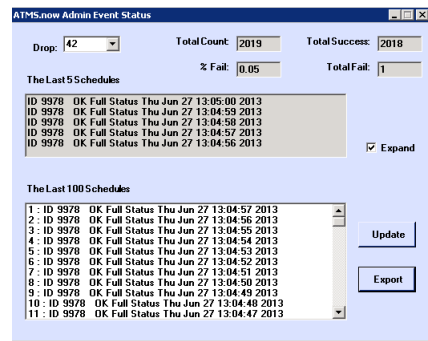 ATMS.now Admin Event Status
Drop: 42 Total Count: 2019 Total Success: 2018
% Fail: 0.05 Total Fail: 1
The Last 5 Schedules
ID 9978 OK Full Status Thu Jun 27 13:05:00 2013
ID 9978 OK Full Status Thu Jun 27 13:04:59 2013
ID 9978 OK Full Status Thu Jun 27 13:04:58 2013
ID 9978 OK Full Status Thu Jun 27 13:04:57 2013
ID 9978 OK Full Status Thu Jun 27 13:04:56 2013
Expand
The Last 100 Schedules
1 : ID 9978 OK Full Status Thu Jun 27 13:04:57 2013
2 : ID 9978 OK Full Status Thu Jun 27 13:04:56 2013
3 : ID 9978 OK Full Status Thu Jun 27 13:04:55 2013
4 : ID 9978 OK Full Status Thu Jun 27 13:04:54 2013
5 : ID 9978 OK Full Status Thu Jun 27 13:04:53 2013
6 : ID 9978 OK Full Status Thu Jun 27 13:04:52 2013
7 : ID 9978 OK Full Status Thu Jun 27 13:04:51 2013
8 : ID 9978 OK Full Status Thu Jun 27 13:04:50 2013
9 : ID 9978 OK Full Status Thu Jun 27 13:04:49 2013
10 : ID 9978 OK Full Status Thu Jun 27 13:04:48 2013
11 : ID 9978 OK Full Status Thu Jun 27 13:04:47 2013
Update
Export